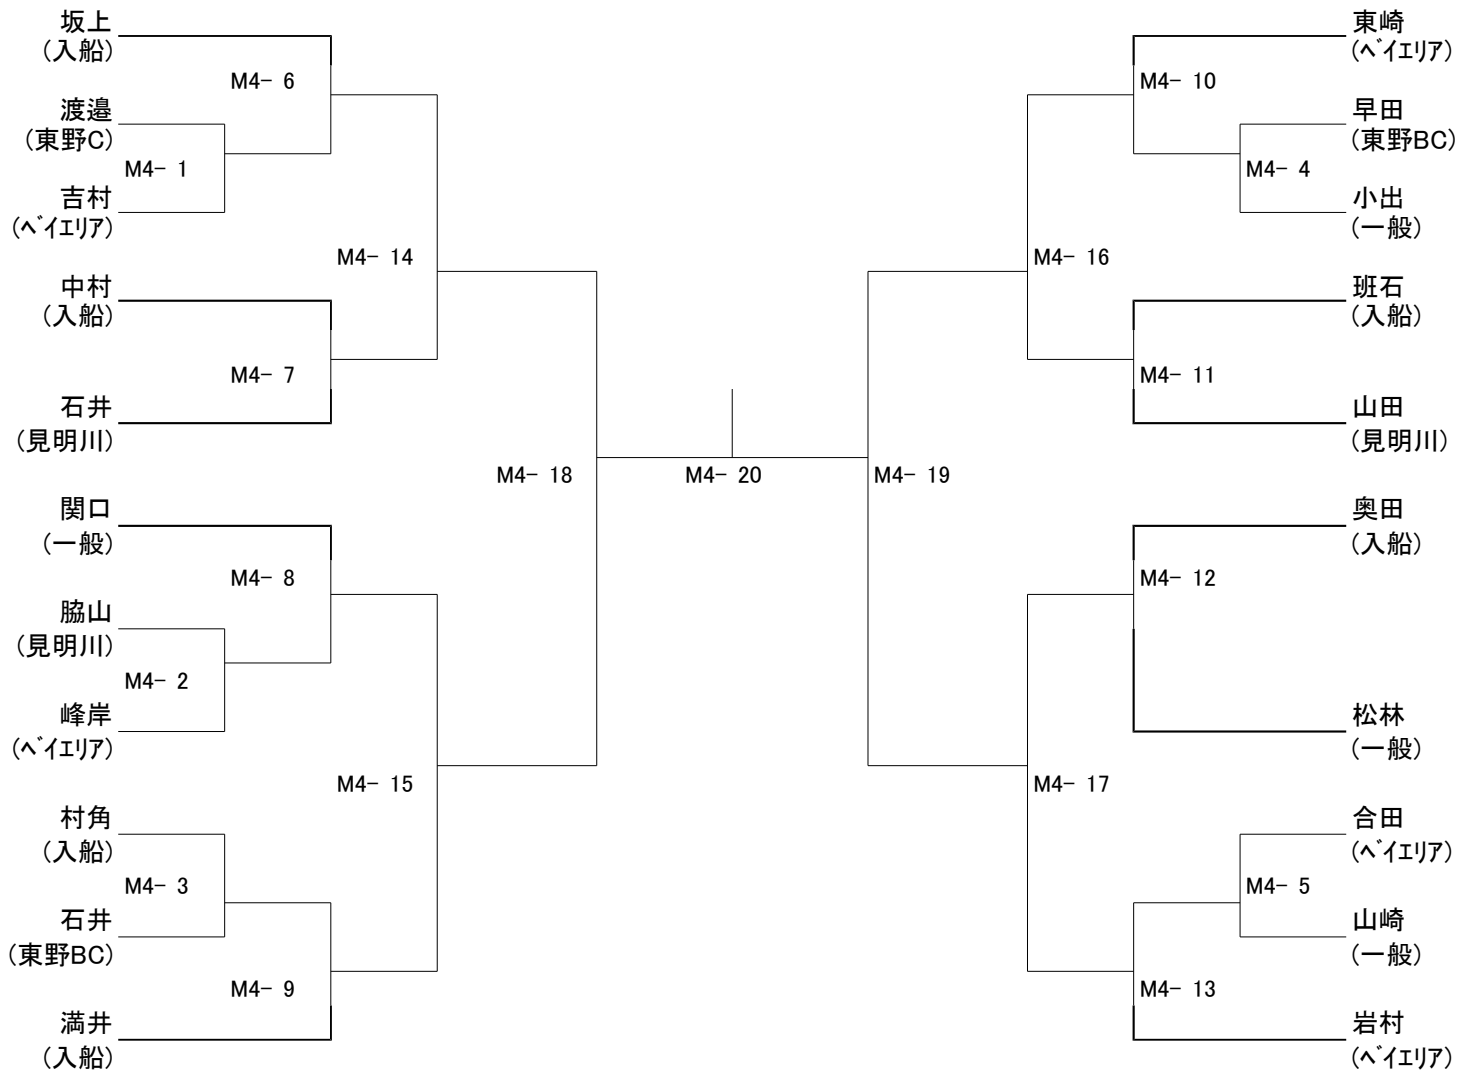 坂上
(入船)
M4- 6
渡邉
(東野C)
M4- 1
吉村
(ベイエリア)
M4- 14
中村
(入船)
M4- 7
石井
(見明川)
M4- 18
関口
(一般)
M4- 8
脇山
(見明川)
M4- 2
峰岸
(ベイエリア)
M4- 15
村角
(入船)
M4- 3
石井
(東野BC)
M4- 9
満井
(入船)
M4- 20
東崎
(ベイエリア)
M4- 10
早田
(東野BC)
M4- 4
小出
(一般)
M4- 16
班石
(入船)
M4- 11
山田
(見明川)
M4- 19
奥田
(入船)
M4- 12
松林
(一般)
M4- 17
合田
(ベイエリア)
M4- 5
山崎
(一般)
M4- 13
岩村
(ベイエリア)